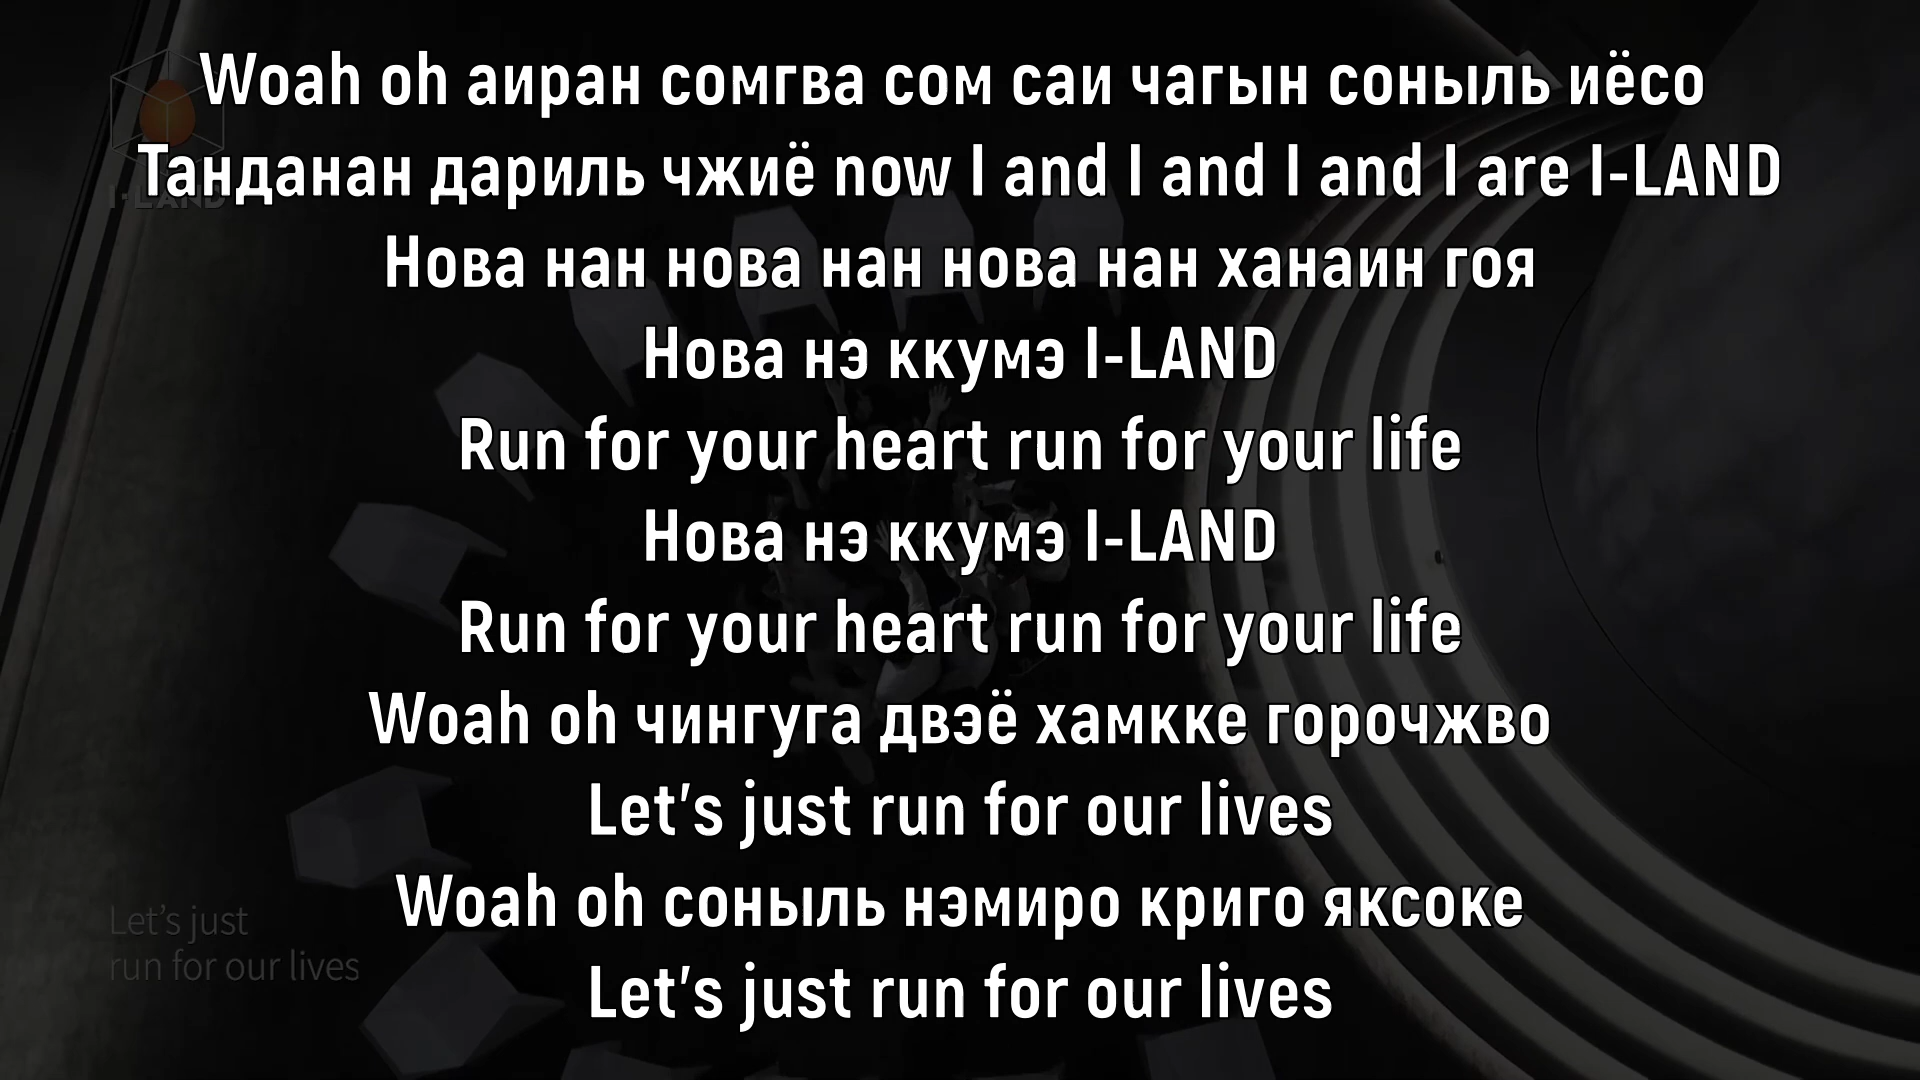 Woah oh аиран сомгва сом саи чагын соныль иёсо
I-LAND
Танданан дариль чжиё now I and I and I and I are I-LAND
Нова нан нова нан нова нан ханаин гоя
Нова нэ ккумэ I-LAND
Run for your heart run for your life
Нова нэ ккумэ I-LAND
Run for your heart run for your life
Woah oh чингуга двэё хамкке горочжво
Let's just run for our lives
Woah oh соныль нэмиро криго яксоке
Let's just run for our lives
Let's just
run for our lives